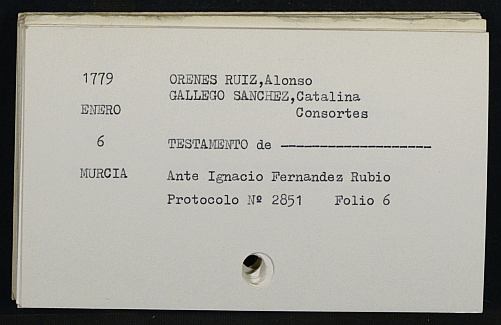 1779 ORENES RUIZ,Alonso
GALLEGO SANCHEZ,Catalina
ENERO Consortes
6 TESTAMENTO de -------------------
MURCIA Ante Ignacio Fernandez Rubio
Protocolo Nº 2851 Folio 6